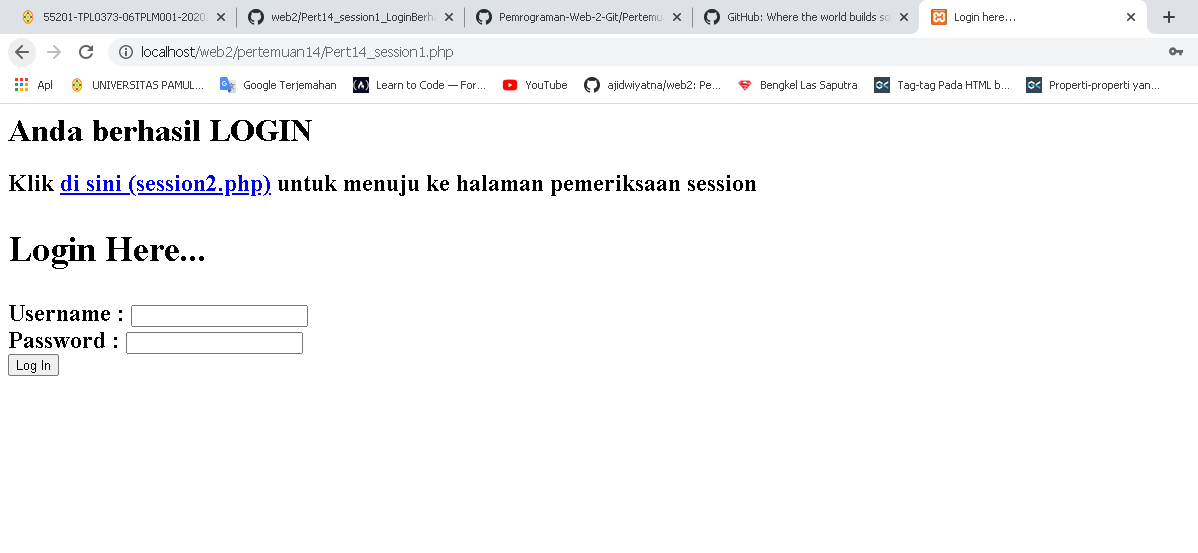 55201-TPL0373-06TPLM001-2020
web2/Pert14_session1_LoginBerh
Pemrograman-Web-2-Git/Pertemu
GitHub: Where the world builds so
Login here...
localhost/web2/pertemuan14/Pert14_session1.php
Apl
UNIVERSITAS PAMUL...
Google Terjemahan
Learn to Code — For...
YouTube
ajidwiyatna/web2: Pe...
Bengkel Las Saputra
Tag-tag Pada HTML b...
Properti-properti yan...
Anda berhasil LOGIN
Klik di sini (session2.php) untuk menuju ke halaman pemeriksaan session
Login Here...
Username :
Password :
Log In